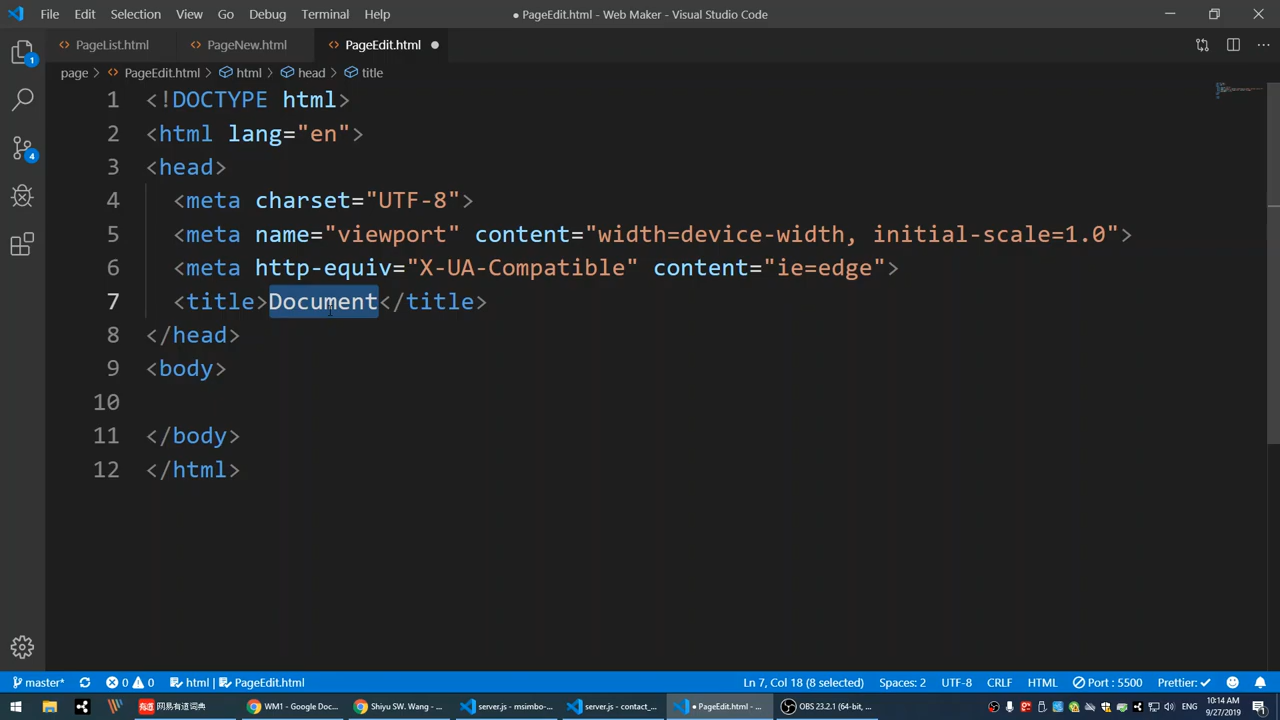 File Edit Selection View Go Debug Terminal Help ● PageEdit.html - Web Maker - Visual Studio Code
PageList.html PageNew.html PageEdit.html
page > PageEdit.html > html > head > title
1 <!DOCTYPE html>
2 <html lang="en">
3 <head>
4 <meta charset="UTF-8">
5 <meta name="viewport" content="width=device-width, initial-scale=1.0">
6 <meta http-equiv="X-UA-Compatible" content="ie=edge">
7 <title>Document</title>
8 </head>
9 <body>
10
11 </body>
12 </html>
1
4
master* 0 0 html | PageEdit.html Ln 7, Col 18 (8 selected) Spaces: 2 UTF-8 CRLF HTML Port : 5500 Prettier: ✓
网易有道词典 WM1 - Google Doc... Shiyu SW. Wang - ... server.js - msimbo-... server.js - contact_... ● PageEdit.html - ... OBS 23.2.1 (64-bit, ... ENG 10:14 AM
9/27/2019